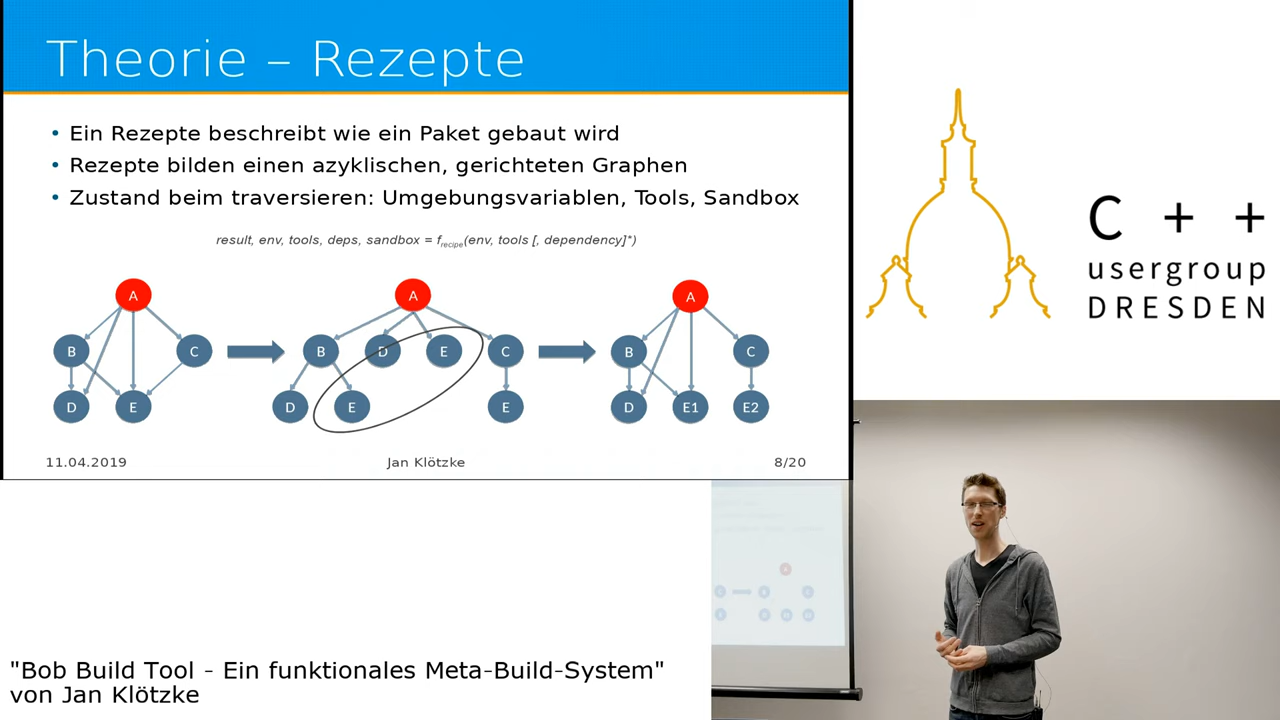 Theorie – Rezepte
• Ein Rezepte beschreibt wie ein Paket gebaut wird
• Rezepte bilden einen azyklischen, gerichteten Graphen
• Zustand beim traversieren: Umgebungsvariablen, Tools, Sandbox
result, env, tools, deps, sandbox = frecipe(env, tools [, dependency]*)
A A A
B C B D E C B C
D E D E E D E1 E2
11.04.2019 Jan Klötzke 8/20
C + +
usergroup
DRESDEN
"Bob Build Tool - Ein funktionales Meta-Build-System"
von Jan Klötzke